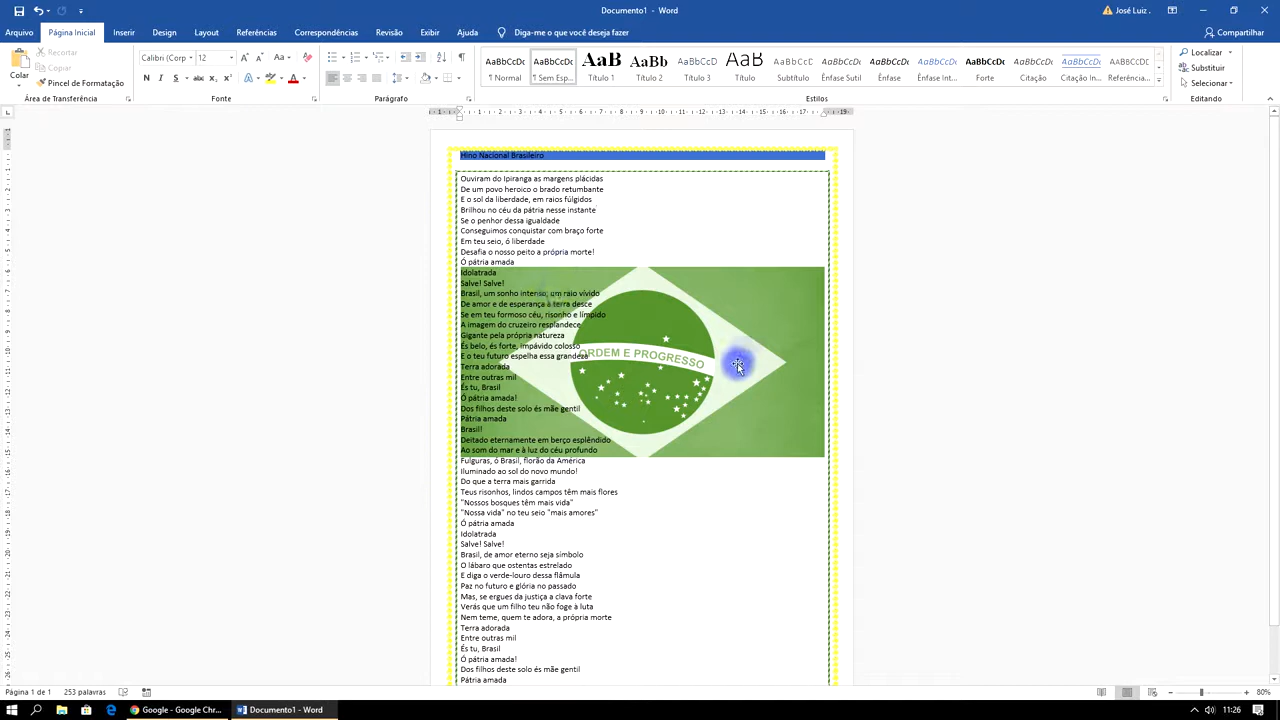 Documento1 - Word
José Luiz .
Arquivo
Página Inicial
Inserir
Design
Layout
Referências
Correspondências
Revisão
Exibir
Ajuda
Diga-me o que deseja fazer
Compartilhar
Colar
Recortar
Copiar
Pincel de Formatação
Área de Transferência
Calibri (Corp
12
Fonte
Parágrafo
AaBbCcDc
¶ Normal
AaBbCcDc
¶ Sem Esp...
AaB
Título 1
AaBb
Título 2
AaBbCcD
Título 3
AaB
Título
AaBbCcD
Subtítulo
AaBbCcD
Ênfase Sutil
AaBbCcD
Ênfase
AaBbCcD
Ênfase Int...
AaBbCcD
Forte
AaBbCcD
Citação
AaBbCcD
Citação In...
AaBbCcD
Referência...
Estilos
Localizar
Substituir
Selecionar
Editando
Hino Nacional Brasileiro
Ouviram do Ipiranga as margens plácidas
De um povo heroico o brado retumbante
E o sol da liberdade, em raios fúlgidos
Brilhou no céu da pátria nesse instante
Se o penhor dessa igualdade
Conseguimos conquistar com braço forte
Em teu seio, ó liberdade
Desafia o nosso peito a própria morte!
Ó pátria amada
Idolatrada
Salve! Salve!
Brasil, um sonho intenso, um raio vívido
De amor e de esperança à terra desce
Se em teu formoso céu, risonho e límpido
A imagem do cruzeiro resplandece
Gigante pela própria natureza
És belo, és forte, impávido colosso
E o teu futuro espelha essa grandeza
ORDEM E PROGRESSO
Terra adorada
Entre outras mil
És tu, Brasil
Ó pátria amada!
Dos filhos deste solo és mãe gentil
Pátria amada
Brasil!
Deitado eternamente em berço esplêndido
Ao som do mar e à luz do céu profundo
Fulguras, ó Brasil, florão da América
Iluminado ao sol do novo mundo!
Do que a terra mais garrida
Teus risonhos, lindos campos têm mais flores
"Nossos bosques têm mais vida"
"Nossa vida" no teu seio "mais amores"
Ó pátria amada
Idolatrada
Salve! Salve!
Brasil, de amor eterno seja símbolo
O lábaro que ostentas estrelado
E diga o verde-louro dessa flâmula
Paz no futuro e glória no passado
Mas, se ergues da justiça a clava forte
Verás que um filho teu não foge à luta
Nem teme, quem te adora, a própria morte
Terra adorada
Entre outras mil
És tu, Brasil
Ó pátria amada!
Dos filhos deste solo és mãe gentil
Pátria amada
Página 1 de 1
253 palavras
80%
Google - Google Chr...
Documento1 - Word
11:26